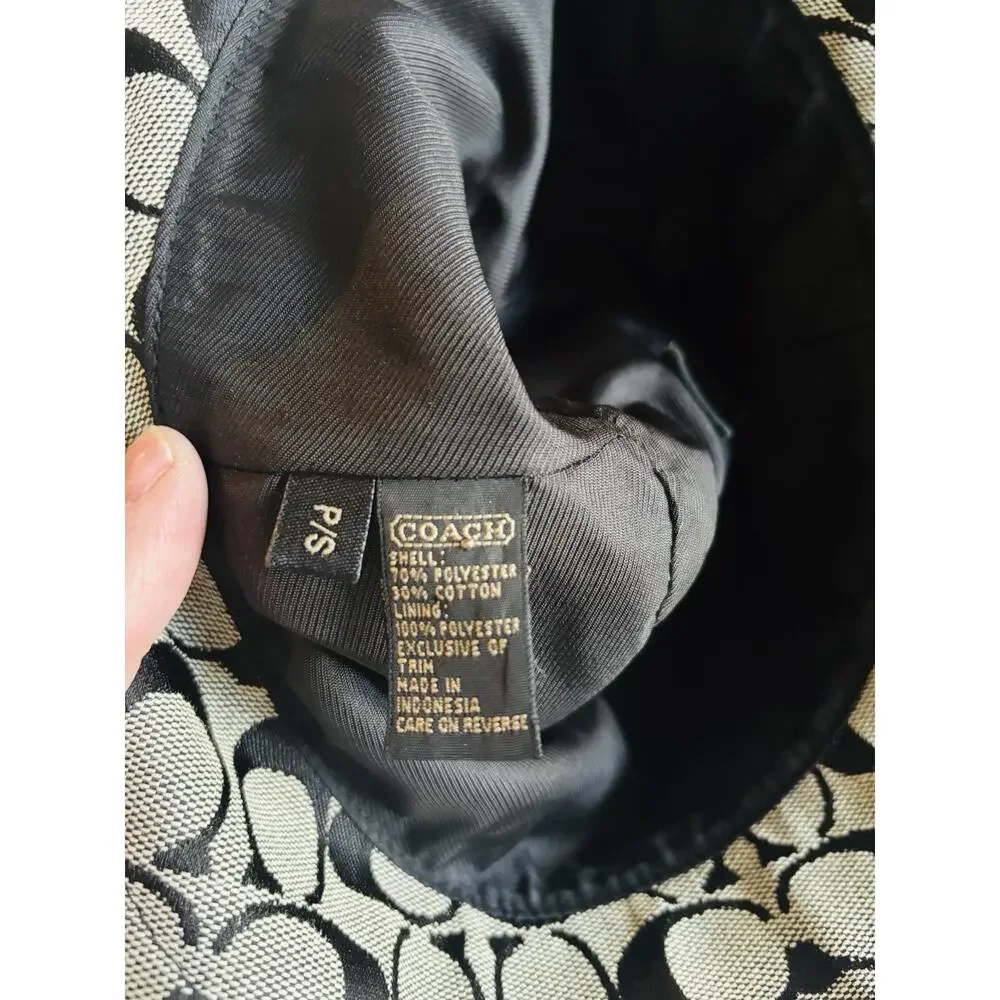 P/S
COACH
SHELL:
70% POLYESTER,
30% COTTON
LINING:
100% POLYESTER
EXCLUSIVE OF
TRIM
MADE IN
INDONESIA
CARE ON REVERSE